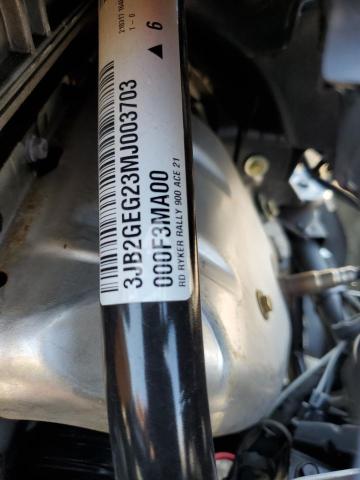 ▲ 6
3JB2GEG23MJ003703
000F3MA00
RD RYKER RALLY 900 ACE 21